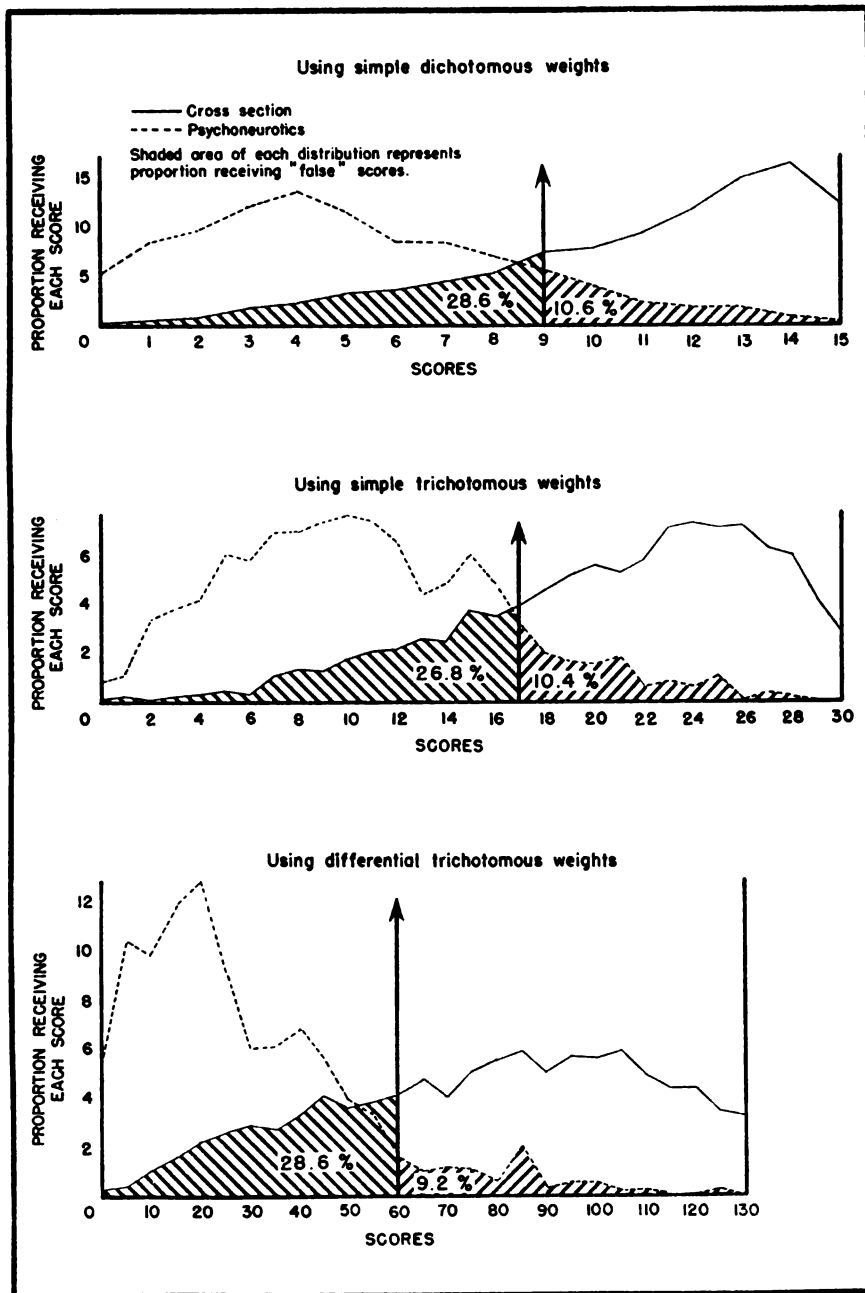 Using simple dichotomous weights
Cross section
Psychoneurotics
Shaded area of each distribution represents
proportion receiving "false" scores.
PROPORTION RECEIVING
EACH SCORE
15
10
5
28.6 %
10.6 %
0 1 2 3 4 5 6 7 8 9 10 11 12 13 14 15
SCORES
Using simple trichotomous weights
PROPORTION RECEIVING
EACH SCORE
6
4
2
26.8 %
10.4 %
0 2 4 6 8 10 12 14 16 18 20 22 24 26 28 30
SCORES
Using differential trichotomous weights
PROPORTION RECEIVING
EACH SCORE
12
10
8
6
4
2
28.6 %
9.2 %
0 10 20 30 40 50 60 70 80 90 100 110 120 130
SCORES